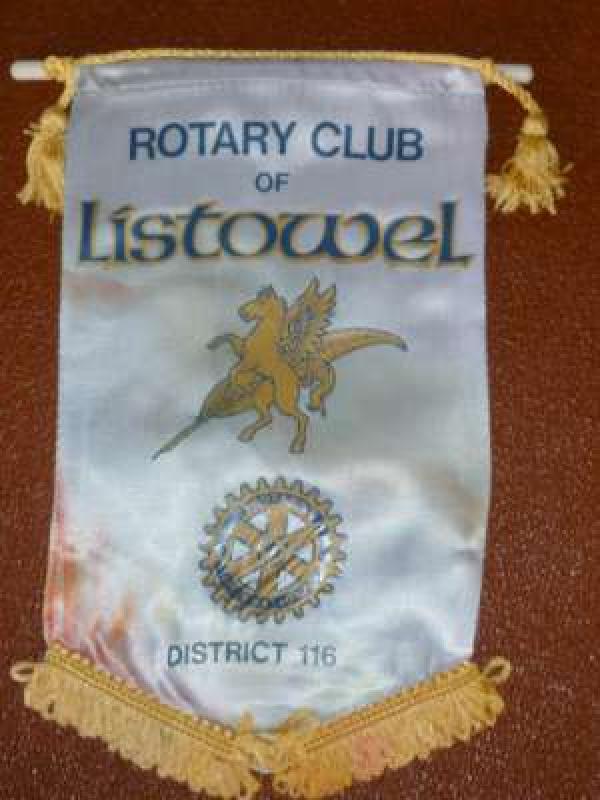 ROTARY CLUB
OF
Listowel
DISTRICT 116